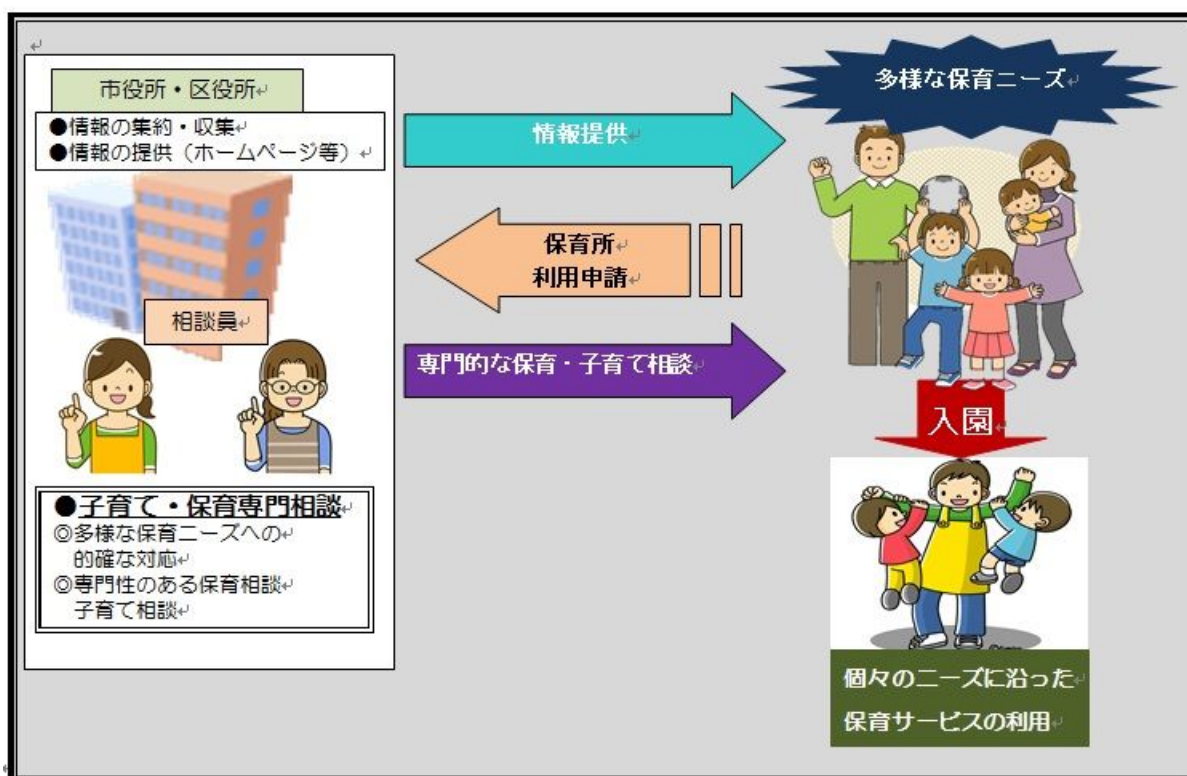 市役所・区役所
●情報の集約・収集
●情報の提供（ホームページ等）
相談員
●子育て・保育専門相談
◎多様な保育ニーズへの
的確な対応
◎専門性のある保育相談
子育て相談
情報提供
保育所
利用申請
専門的な保育・子育て相談
多様な保育ニーズ
入園
個々のニーズに沿った
保育サービスの利用